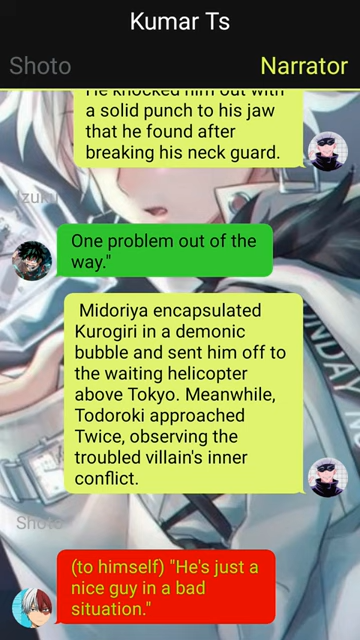 Kumar Ts
Shoto
Narrator
He knocked him out with
a solid punch to his jaw
that he found after
breaking his neck guard.
Izuku
One problem out of the
way."
Midoriya encapsulated
Kurogiri in a demonic
bubble and sent him off to
the waiting helicopter
above Tokyo. Meanwhile,
Todoroki approached
Twice, observing the
troubled villain's inner
conflict.
Shoto
(to himself) "He's just a
nice guy in a bad
situation."